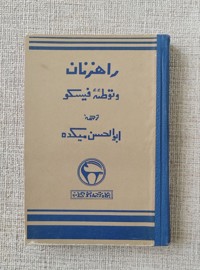 راهزنان
و توطئهٔ فیسکو
ترجمهٔ:
ابوالحسن میکده